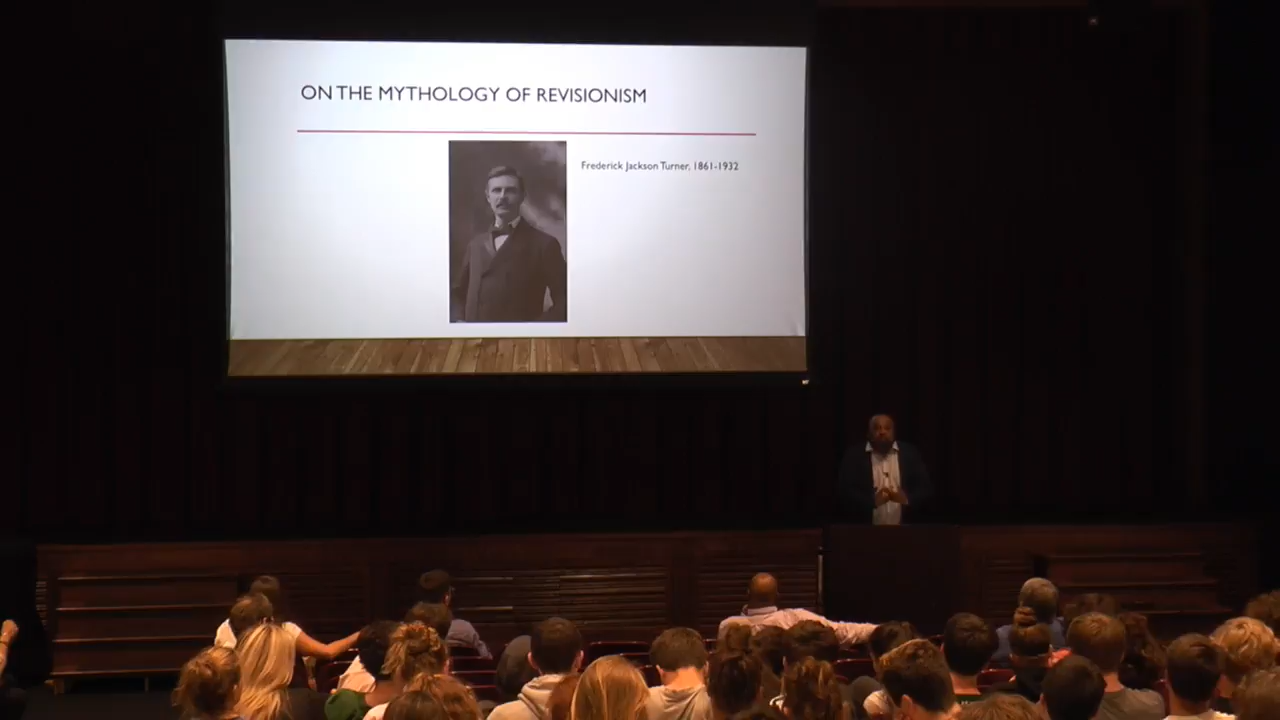 ON THE MYTHOLOGY OF REVISIONISM
Frederick Jackson Turner, 1861-1932